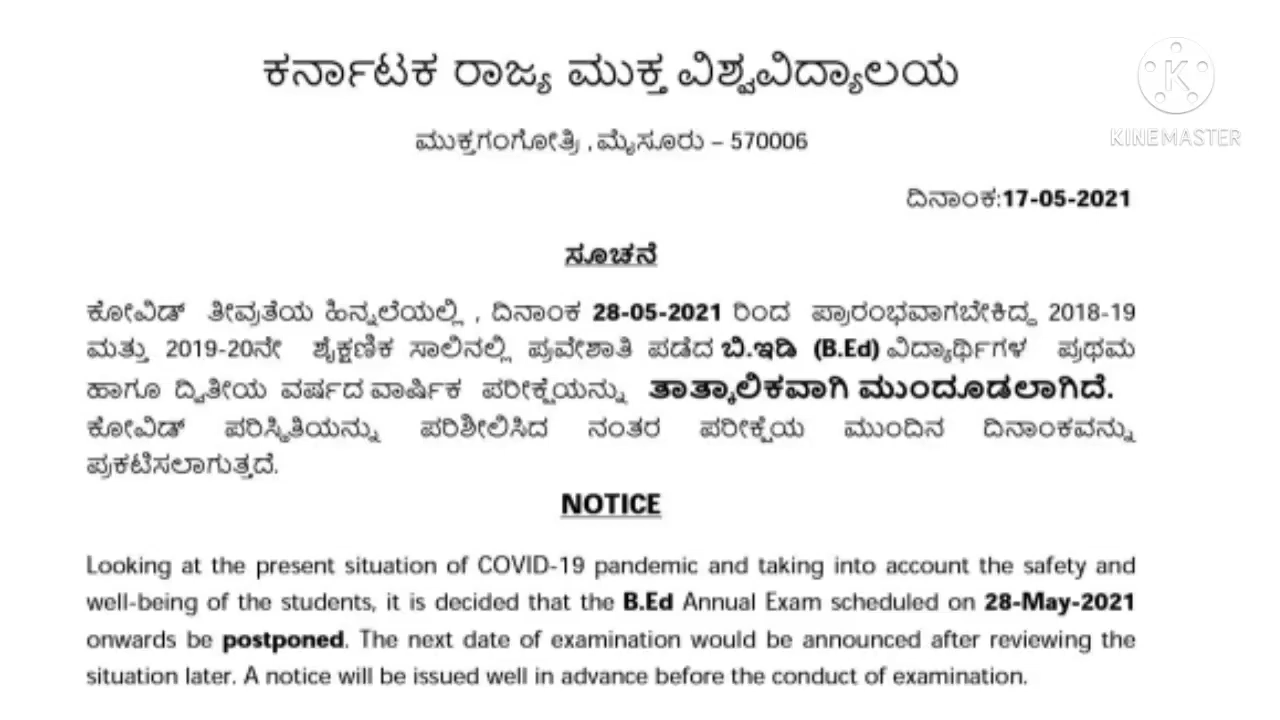 ಕರ್ನಾಟಕ ರಾಜ್ಯ ಮುಕ್ತ ವಿಶ್ವವಿದ್ಯಾಲಯ
K
KINEMASTER
ಮುಕ್ತಗಂಗೋತ್ರಿ ,ಮೈಸೂರು – 570006
ದಿನಾಂಕ:17-05-2021
ಸೂಚನೆ
ಕೋವಿಡ್ ತೀವ್ರತೆಯ ಹಿನ್ನಲೆಯಲ್ಲಿ , ದಿನಾಂಕ 28-05-2021 ರಿಂದ ಪ್ರಾರಂಭವಾಗಬೇಕಿದ್ದ 2018-19
ಮತ್ತು 2019-20ನೇ ಶೈಕ್ಷಣಿಕ ಸಾಲಿನಲ್ಲಿ ಪ್ರವೇಶಾತಿ ಪಡೆದ ಬಿ.ಇಡಿ (B.Ed) ವಿದ್ಯಾರ್ಥಿಗಳ ಪ್ರಥಮ
ಹಾಗೂ ದ್ವಿತೀಯ ವರ್ಷದ ವಾರ್ಷಿಕ ಪರೀಕ್ಷೆಯನ್ನು ತಾತ್ಕಾಲಿಕವಾಗಿ ಮುಂದೂಡಲಾಗಿದೆ.
ಕೋವಿಡ್ ಪರಿಸ್ಥಿತಿಯನ್ನು ಪರಿಶೀಲಿಸಿದ ನಂತರ ಪರೀಕ್ಷೆಯ ಮುಂದಿನ ದಿನಾಂಕವನ್ನು
ಪ್ರಕಟಿಸಲಾಗುತ್ತದೆ.
NOTICE
Looking at the present situation of COVID-19 pandemic and taking into account the safety and
well-being of the students, it is decided that the B.Ed Annual Exam scheduled on 28-May-2021
onwards be postponed. The next date of examination would be announced after reviewing the
situation later. A notice will be issued well in advance before the conduct of examination.